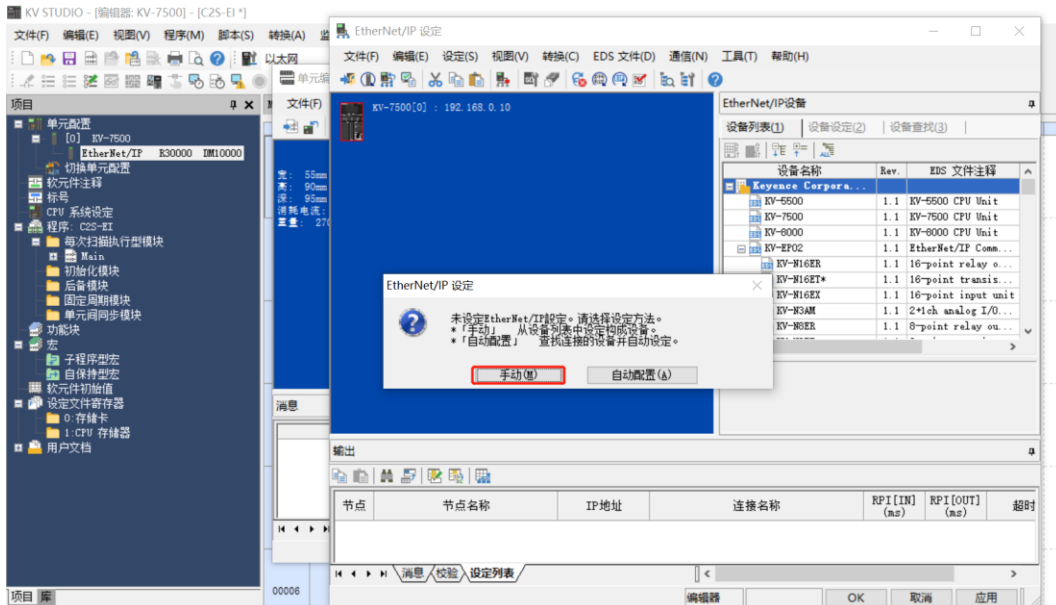 KV STUDIO - [编辑器: KV-7500] - [C2S-EI *]
文件(F) 编辑(E) 视图(V) 程序(M) 脚本(S) 转换(A) 监
以太网
项目
单元配置
[0] KV-7500
EtherNet/IP R30000 DM10000
切换单元配置
软元件注释
标号
CPU 系统设定
程序: C2S-EI
每次扫描执行型模块
Main
初始化模块
后备模块
固定周期模块
单元间同步模块
功能块
宏
子程序型宏
自保持型宏
软元件初始值
设定文件寄存器
0:存储卡
1:CPU 存储器
用户文档
项目 库
单元编
文件(F)
宽: 55mm
高: 90mm
深: 95mm
消耗电流:
重量: 270
消息
00006
EtherNet/IP 设定
文件(F) 编辑(E) 设定(S) 视图(V) 转换(C) EDS 文件(D) 通信(N) 工具(T) 帮助(H)
KV-7500[0] : 192.168.0.10
EtherNet/IP设备
设备列表(1) 设备设定(2) 设备查找(3)
设备名称 Rev. EDS 文件注释
Keyence Corpora...
KV-5500 1.1 KV-5500 CPU Unit
KV-7500 1.1 KV-7500 CPU Unit
KV-8000 1.1 KV-8000 CPU Unit
KV-EP02 1.1 EtherNet/IP Comm...
KV-N16ER 1.1 16-point relay o...
KV-N16ET* 1.1 16-point transis...
KV-N16EX 1.1 16-point input unit
KV-N3AM 1.1 2+1ch analog I/O...
KV-N8ER 1.1 8-point relay ou...
EtherNet/IP 设定
未设定EtherNet/IP設定。请选择设定方法。
*「手动」 从设备列表中设定构成设备。
*「自动配置」 查找连接的设备并自动设定。
手动(M) 自动配置(A)
输出
节点 节点名称 IP地址 连接名称 RPI[IN] (ms) RPI[OUT] (ms) 超时
消息 校验 设定列表
编辑器 OK 取消 应用